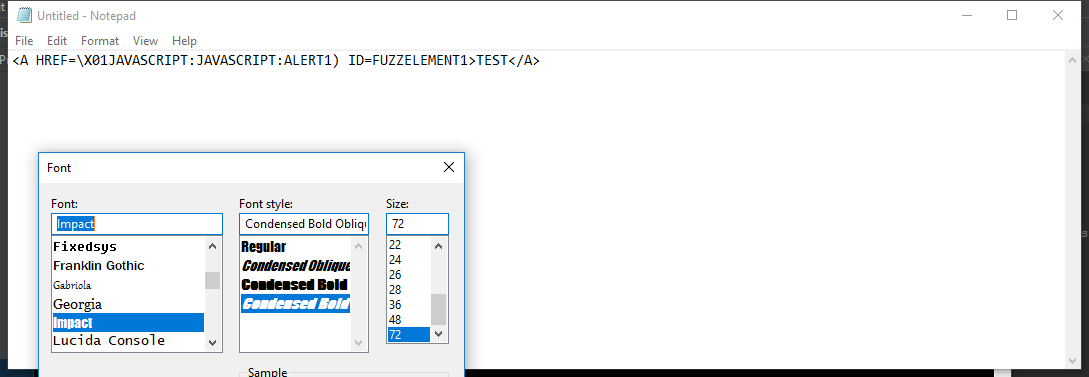 Untitled - Notepad
File Edit Format View Help
<A HREF=\X01JAVASCRIPT:JAVASCRIPT:ALERT1) ID=FUZZELEMENT1>TEST</A>
Font
Font: Font style: Size:
Impact Condensed Bold Obliqu 72
Fixedsys Regular 22
Franklin Gothic Condensed Oblique 24
Gabriola Condensed Bold 26
Georgia Condensed Bold 28
Impact 36
Lucida Console 48
72
Sample